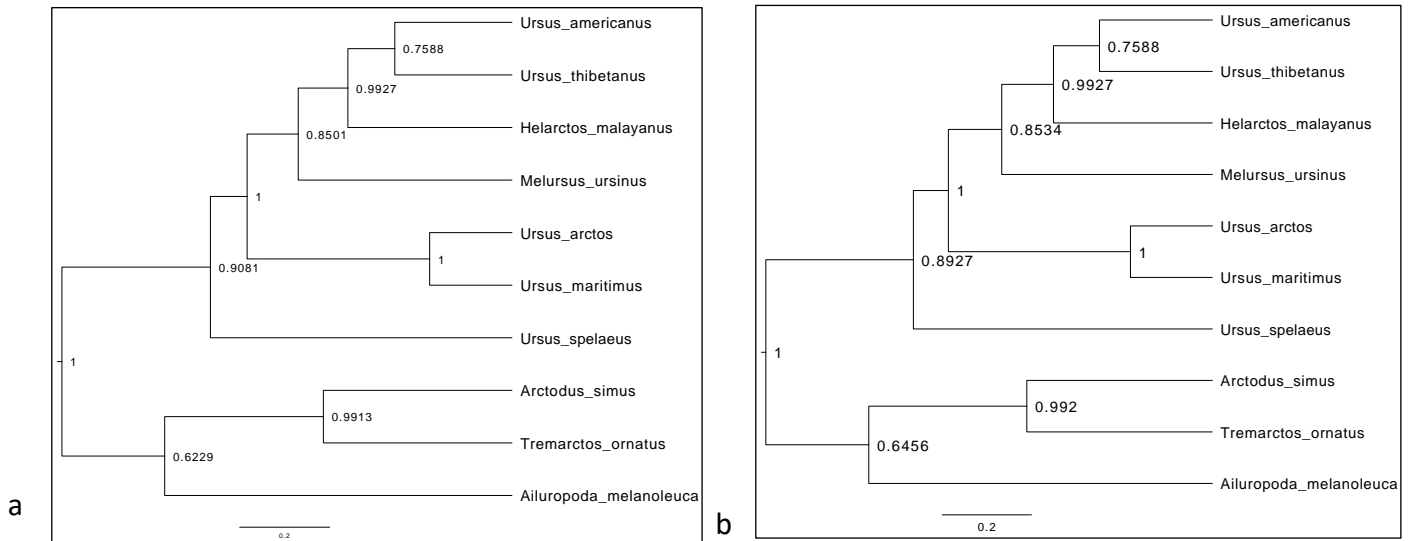 Ursus_americanus
0.7588
Ursus_thibetanus
0.9927
Helarctos_malayanus
0.8501
Melursus_ursinus
1
Ursus_arctos
1
0.9081
Ursus_maritimus
Ursus_spelaeus
1
Arctodus_simus
0.9913
Tremarctos_ornatus
0.6229
Ailuropoda_melanoleuca
0.2
a
Ursus_americanus
0.7588
Ursus_thibetanus
0.9927
Helarctos_malayanus
0.8534
Melursus_ursinus
1
Ursus_arctos
1
0.8927
Ursus_maritimus
Ursus_spelaeus
1
Arctodus_simus
0.992
Tremarctos_ornatus
0.6456
Ailuropoda_melanoleuca
0.2
b